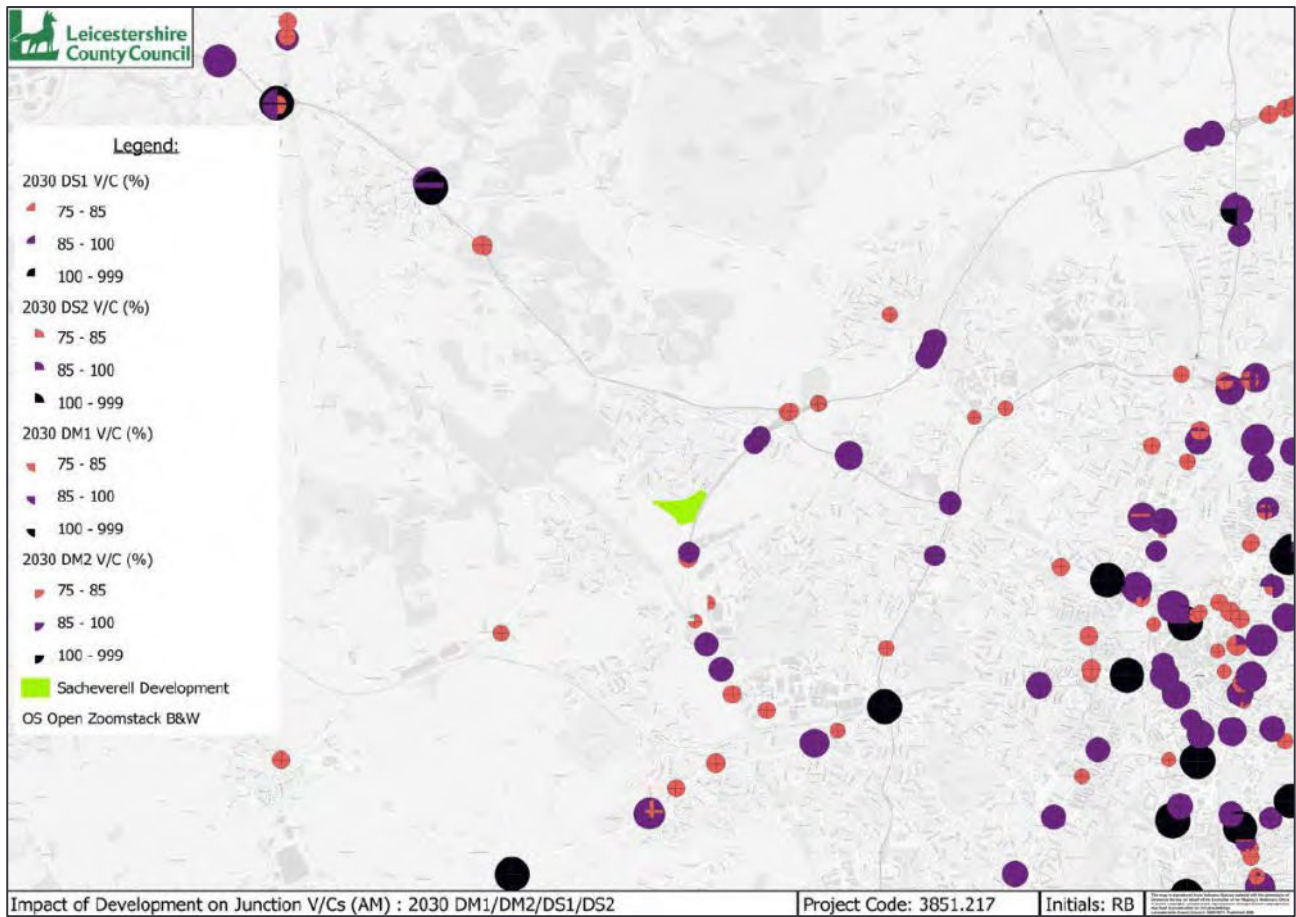 Leicestershire
County Council
Legend:
2030 DS1 V/C (%)
75 - 85
85 - 100
100 - 999
2030 DS2 V/C (%)
75 - 85
85 - 100
100 - 999
2030 DM1 V/C (%)
75 - 85
85 - 100
100 - 999
2030 DM2 V/C (%)
75 - 85
85 - 100
100 - 999
Sacheverell Development
OS Open Zoomstack B&W
Impact of Development on Junction V/Cs (AM) : 2030 DM1/DM2/DS1/DS2
Project Code: 3851.217
Initials: RB